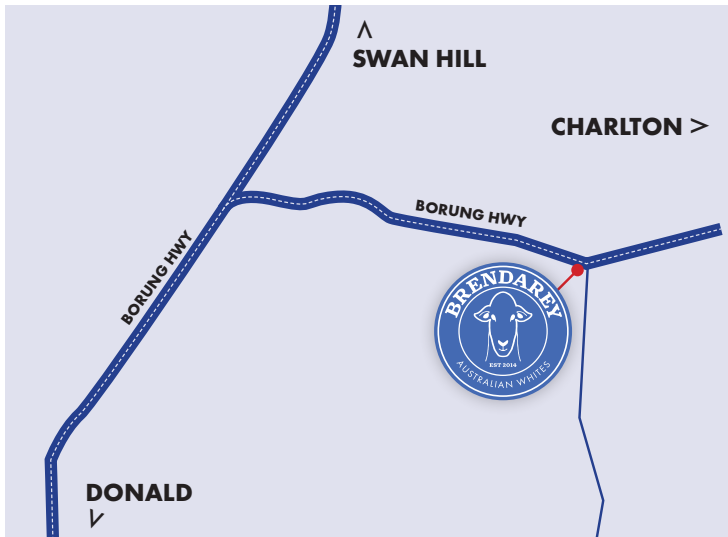 SWAN HILL
CHARLTON >
BORUNG HWY
BORUNG HWY
BRENDAREY
EST 2014
AUSTRALIAN WHITES
DONALD